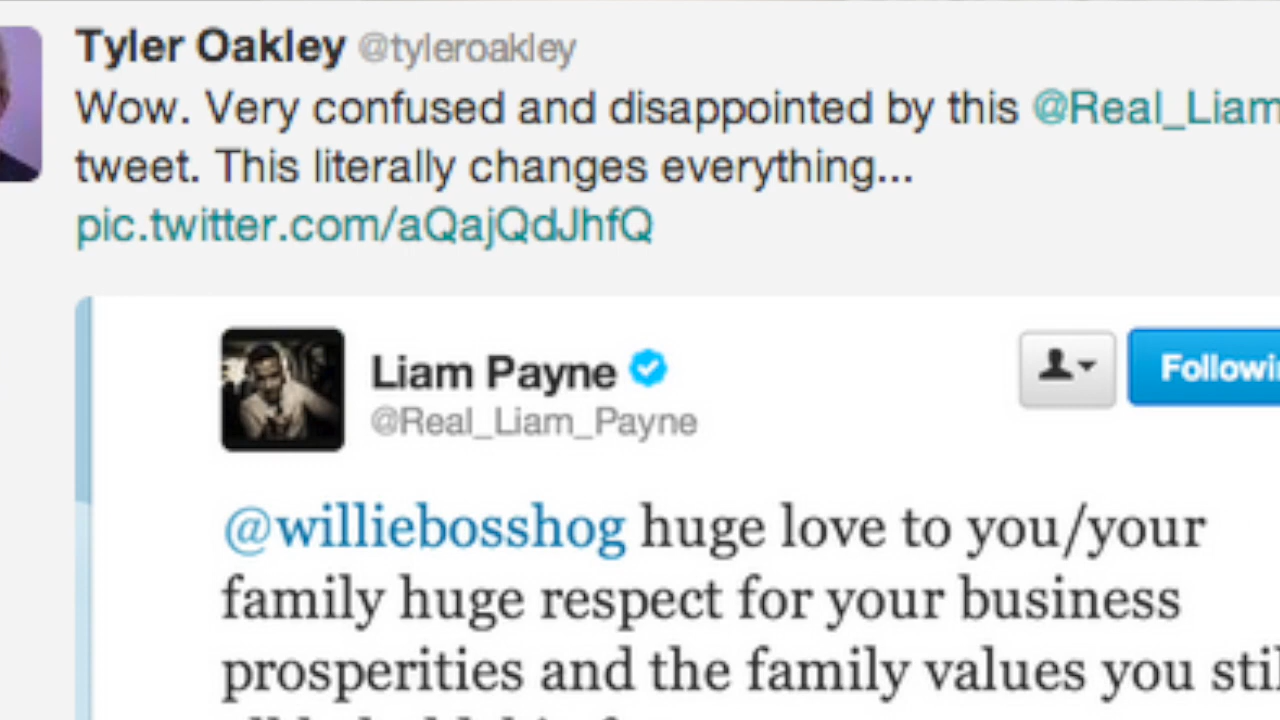 Tyler Oakley @tyleroakley
Wow. Very confused and disappointed by this @Real_Liam
tweet. This literally changes everything...
pic.twitter.com/aQajQdJhfQ
Liam Payne
Followi
@Real_Liam_Payne
@williebosshog huge love to you/your
family huge respect for your business
prosperities and the family values you stil